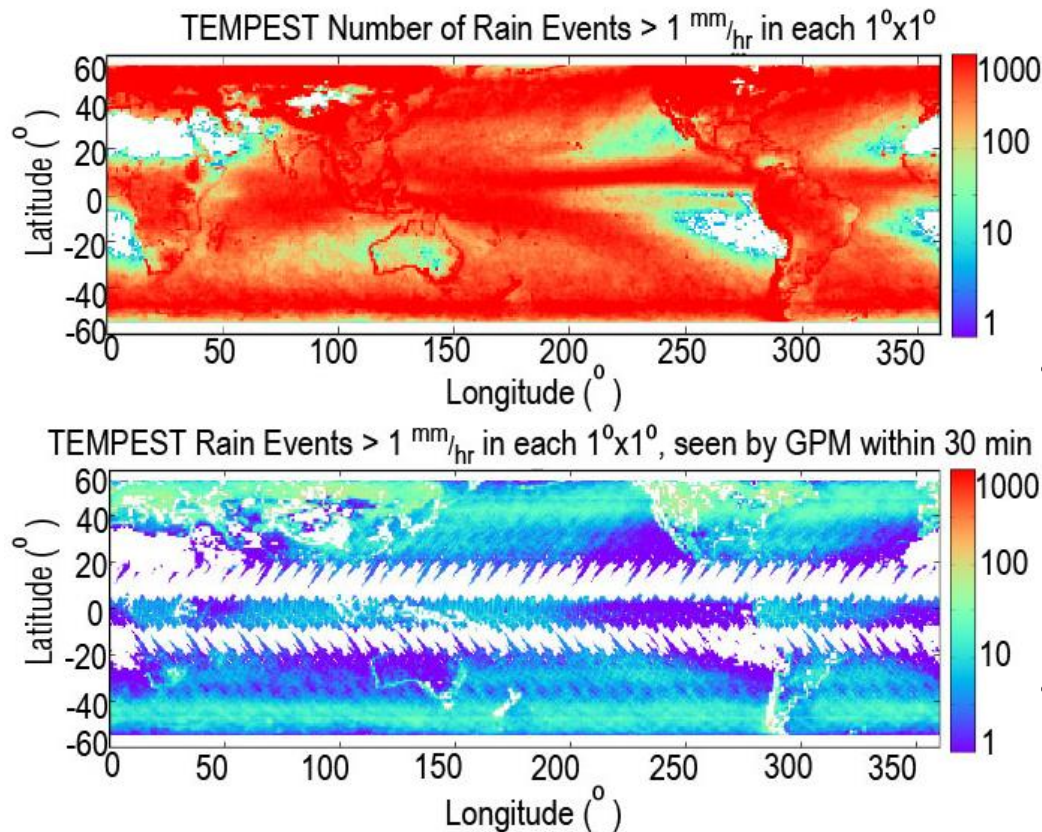 TEMPEST Number of Rain Events > 1 mm/hr in each 1°x1°
60
40
20
0
-20
-40
-60
Latitude (°)
0 50 100 150 200 250 300 350
Longitude (°)
1000
100
10
1
TEMPEST Rain Events > 1 mm/hr in each 1°x1°, seen by GPM within 30 min
60
40
20
0
-20
-40
-60
Latitude (°)
0 50 100 150 200 250 300 350
Longitude (°)
1000
100
10
1